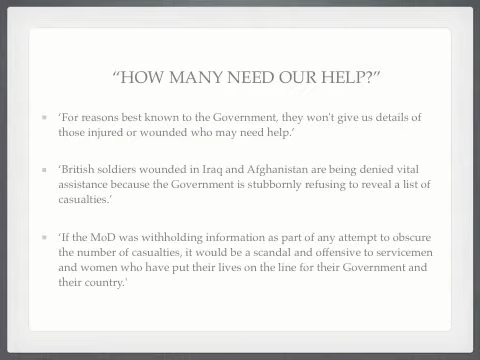 “HOW MANY NEED OUR HELP?”
‘For reasons best known to the Government, they won't give us details of
those injured or wounded who may need help.’
‘British soldiers wounded in Iraq and Afghanistan are being denied vital
assistance because the Government is stubbornly refusing to reveal a list of
casualties.’
‘If the MoD was withholding information as part of any attempt to obscure
the number of casualties, it would be a scandal and offensive to servicemen
and women who have put their lives on the line for their Government and
their country.'